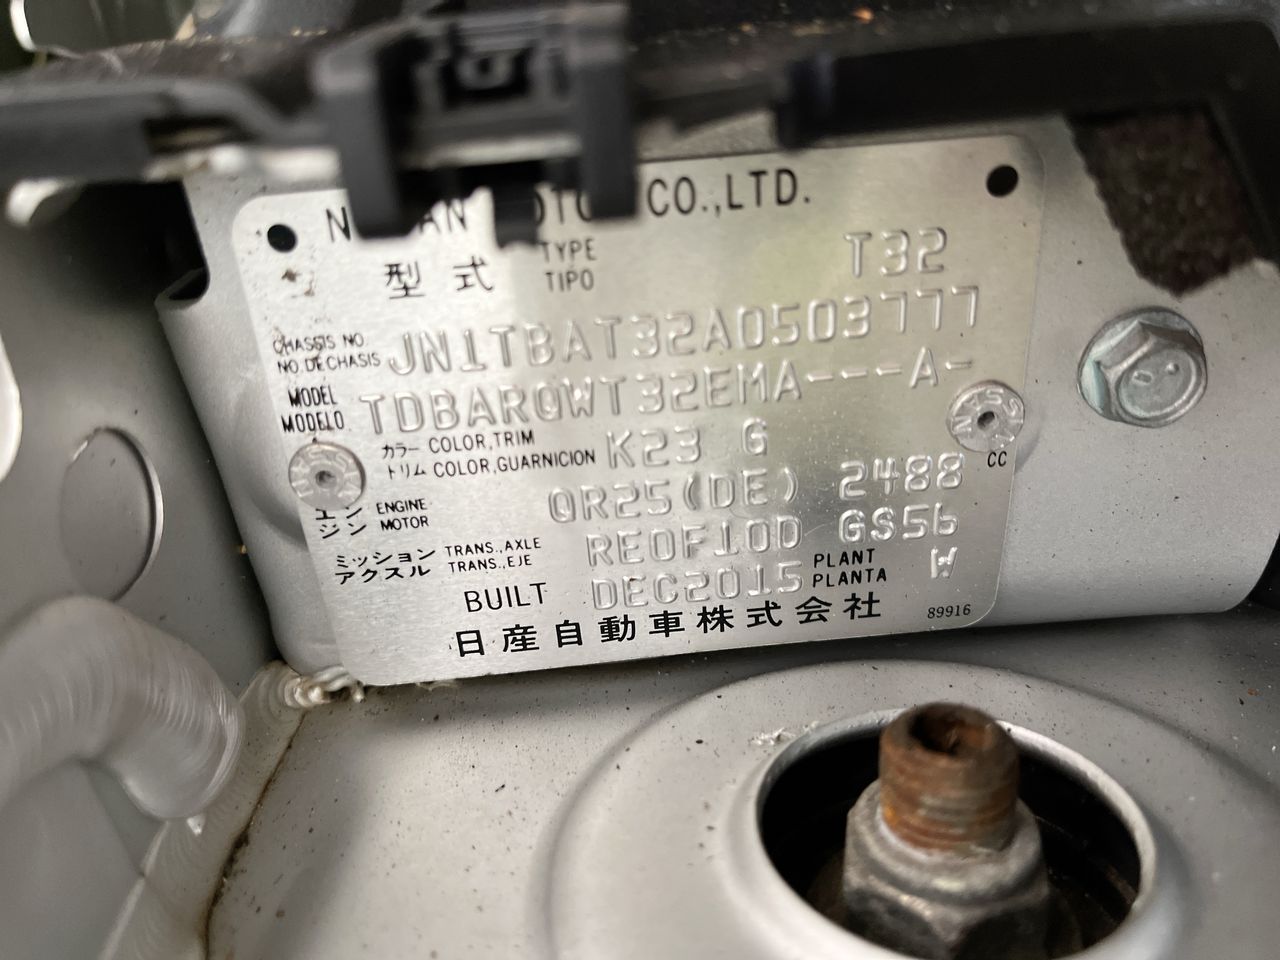 CO.,LTD.
型式 TYPE TIPO T32
CHASSIS NO. NO.DE CHASIS JN1TBAT32A0503777
MODEL MODELO TDBARQWT32EMA---A-
カラー COLOR,TRIM
トリム COLOR,GUARNICION K23 G
CC
エン ENGINE
ジン MOTOR QR25(DE) 2488
ミッション TRANS.,AXLE
アクスル TRANS.,EJE RE0F10D GS56
BUILT DEC2015 PLANT PLANTA W
日産自動車株式会社 89916